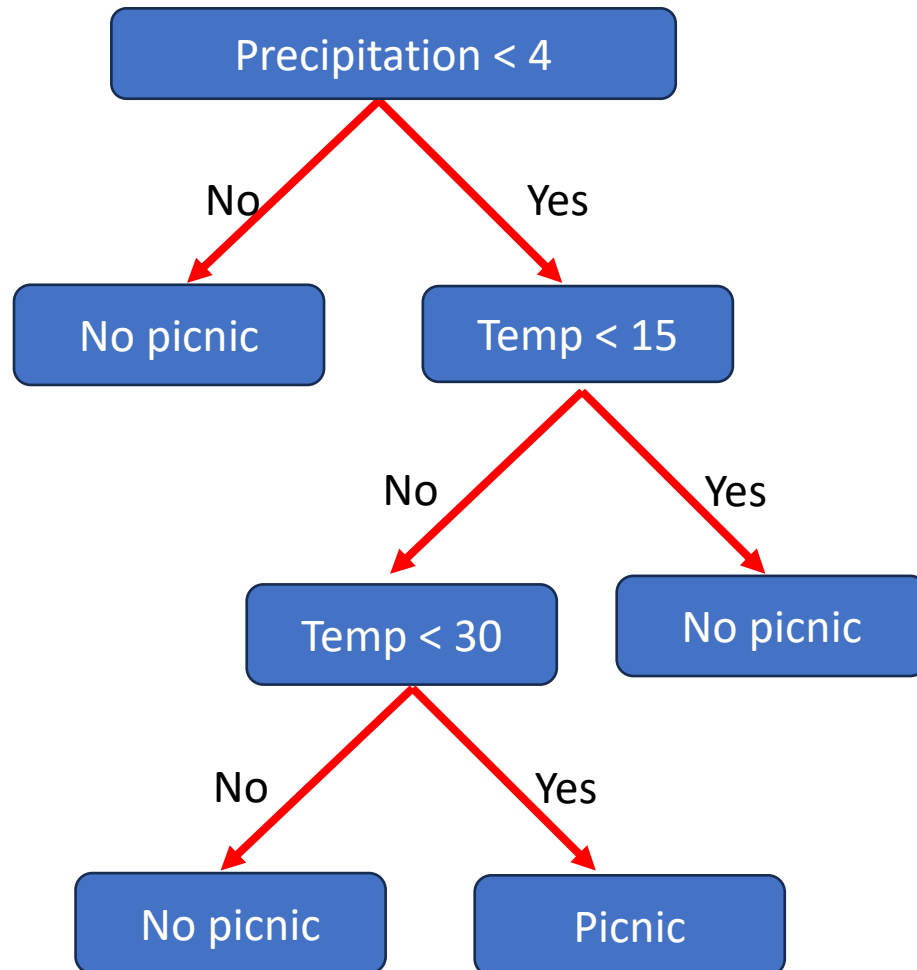 Precipitation < 4
No
Yes
No picnic
Temp < 15
No
Yes
Temp < 30
No picnic
No
Yes
No picnic
Picnic